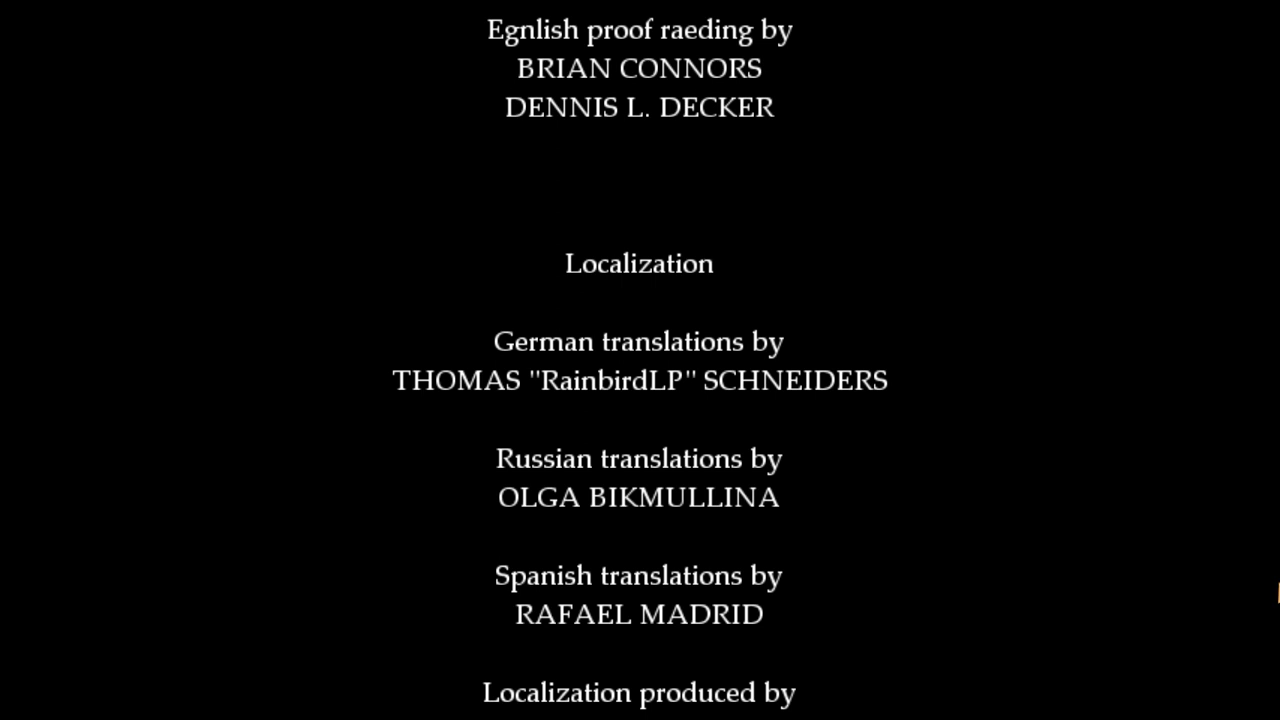 Egnlish proof raeding by
BRIAN CONNORS
DENNIS L. DECKER
Localization
German translations by
THOMAS "RainbirdLP" SCHNEIDERS
Russian translations by
OLGA BIKMULLINA
Spanish translations by
RAFAEL MADRID
Localization produced by